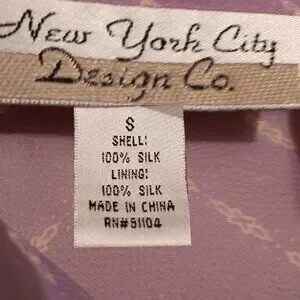 New York City
Design Co.
S
SHELL:
100% SILK
LINING:
100% SILK
MADE IN CHINA
RN#51104